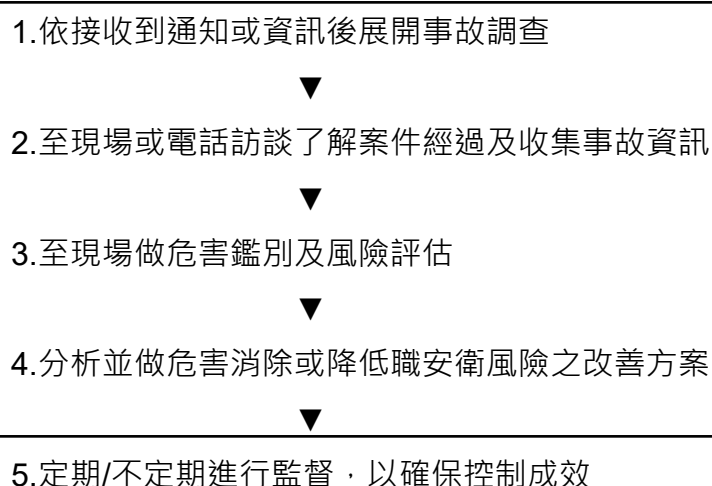 1.依接收到通知或資訊後展開事故調查
▼
2.至現場或電話訪談了解案件經過及收集事故資訊
▼
3.至現場做危害鑑別及風險評估
▼
4.分析並做危害消除或降低職安衛風險之改善方案
▼
5.定期/不定期進行監督，以確保控制成效